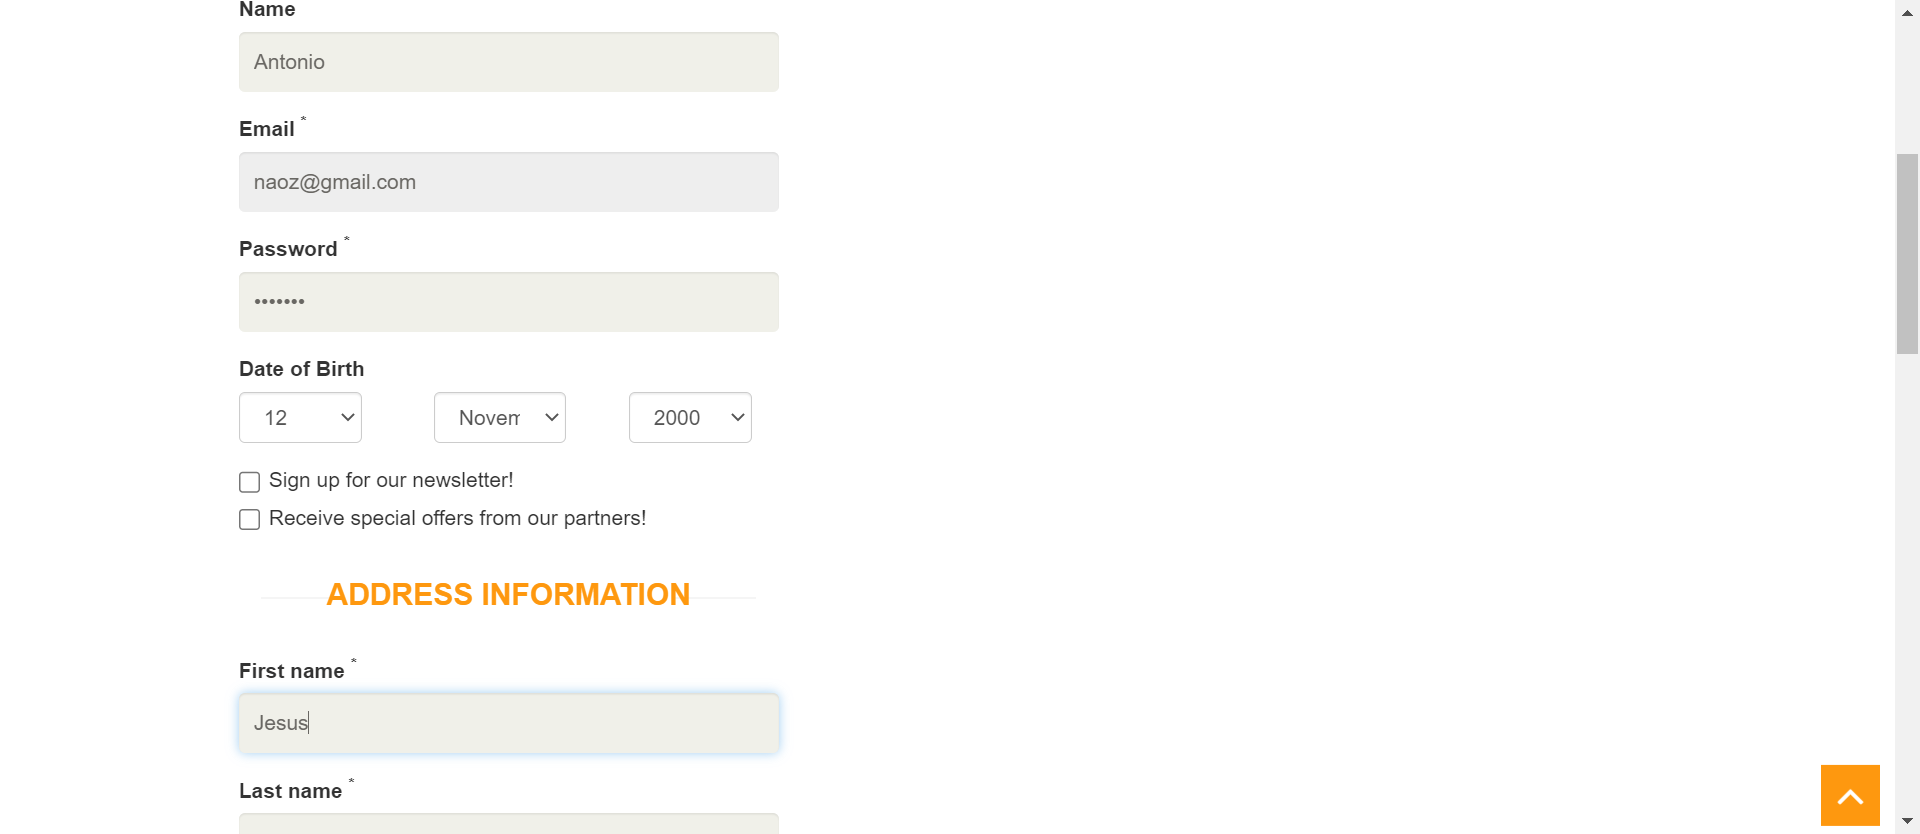 Name
Antonio
Email *
naoz@gmail.com
Password *
•••••••
Date of Birth
12 Novem 2000
Sign up for our newsletter!
Receive special offers from our partners!
ADDRESS INFORMATION
First name *
Jesus
Last name *